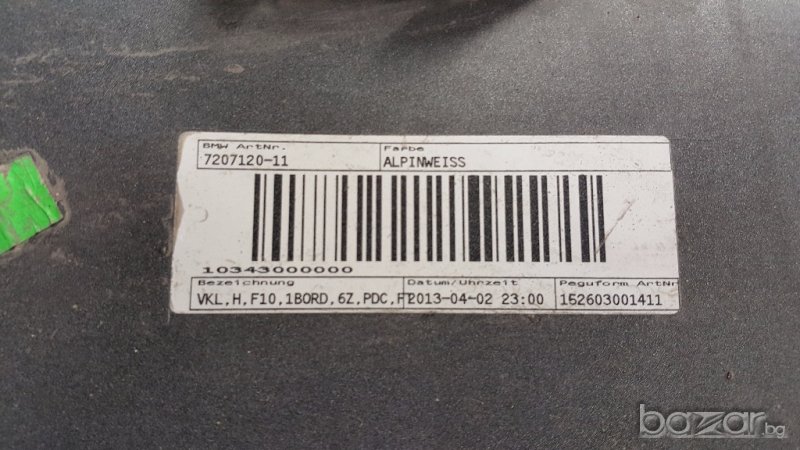 BMW ArtNr. Farbe
7207120-11 ALPINWEISS
10343000000
Bezeichnung Datum/Uhrzeit Peguform ArtNr
VKL,H,F10,1BORD,6Z,PDC,F 2013-04-02 23:00 152603001411
bazar.bg